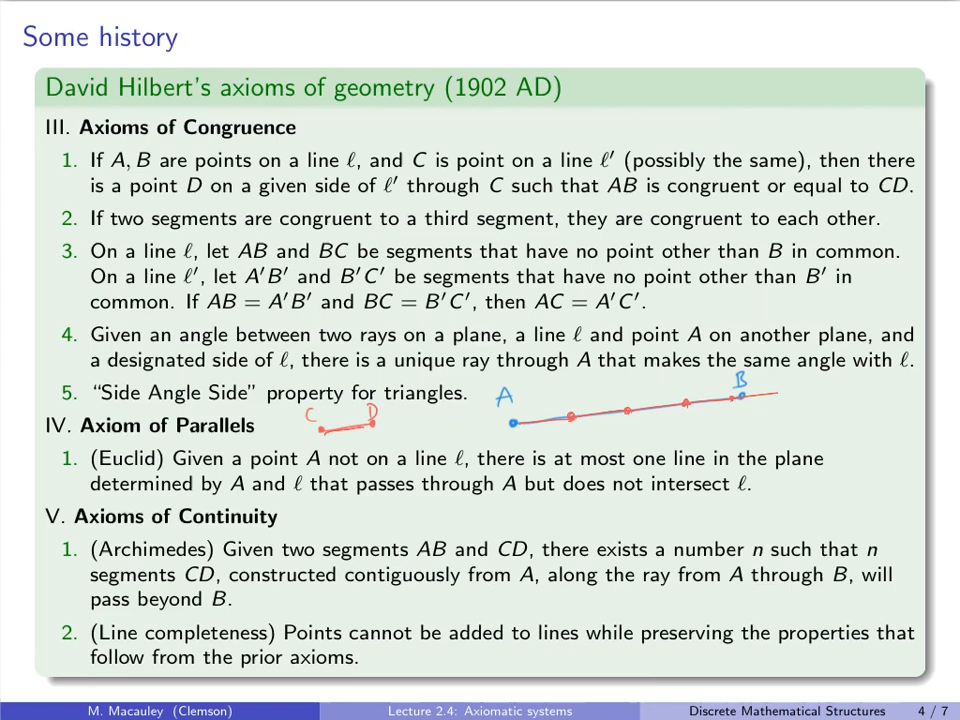 Some history
David Hilbert's axioms of geometry (1902 AD)
III. Axioms of Congruence
1. If A, B are points on a line ℓ, and C is point on a line ℓ′ (possibly the same), then there
is a point D on a given side of ℓ′ through C such that AB is congruent or equal to CD.
2. If two segments are congruent to a third segment, they are congruent to each other.
3. On a line ℓ, let AB and BC be segments that have no point other than B in common.
On a line ℓ′, let A′B′ and B′C′ be segments that have no point other than B′ in
common. If AB = A′B′ and BC = B′C′, then AC = A′C′.
4. Given an angle between two rays on a plane, a line ℓ and point A on another plane, and
a designated side of ℓ, there is a unique ray through A that makes the same angle with ℓ.
5. "Side Angle Side" property for triangles.
A B
C D
IV. Axiom of Parallels
1. (Euclid) Given a point A not on a line ℓ, there is at most one line in the plane
determined by A and ℓ that passes through A but does not intersect ℓ.
V. Axioms of Continuity
1. (Archimedes) Given two segments AB and CD, there exists a number n such that n
segments CD, constructed contiguously from A, along the ray from A through B, will
pass beyond B.
2. (Line completeness) Points cannot be added to lines while preserving the properties that
follow from the prior axioms.
M. Macauley (Clemson) Lecture 2.4: Axiomatic systems Discrete Mathematical Structures 4 / 7